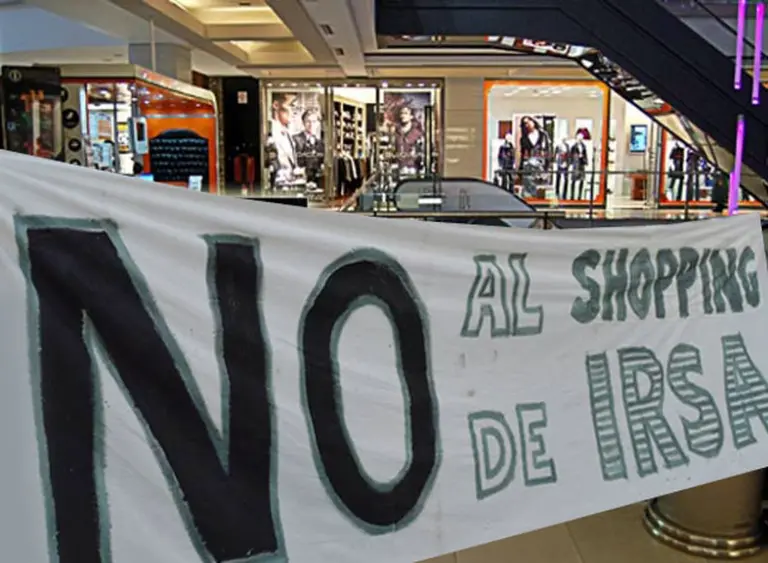 NO
AL SHOPPING
DE IRSA